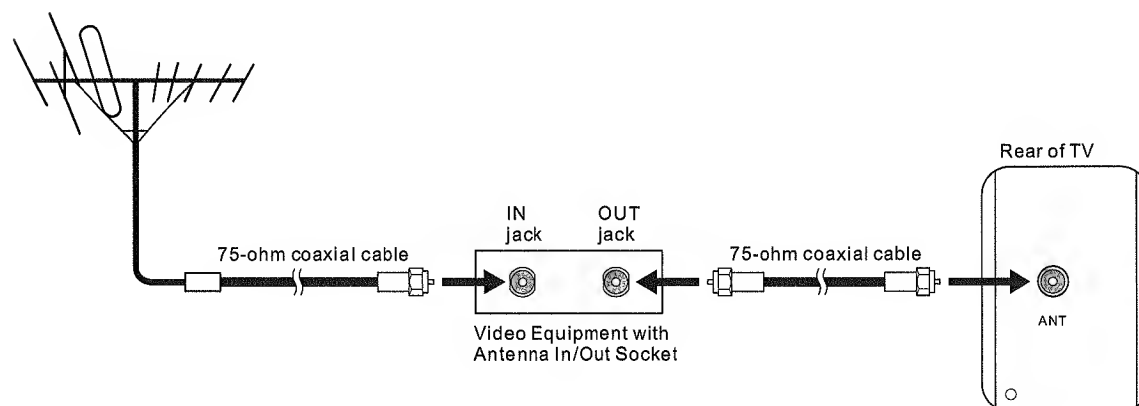 Rear of TV
IN
jack
OUT
jack
75-ohm coaxial cable
75-ohm coaxial cable
ANT
Video Equipment with
Antenna In/Out Socket